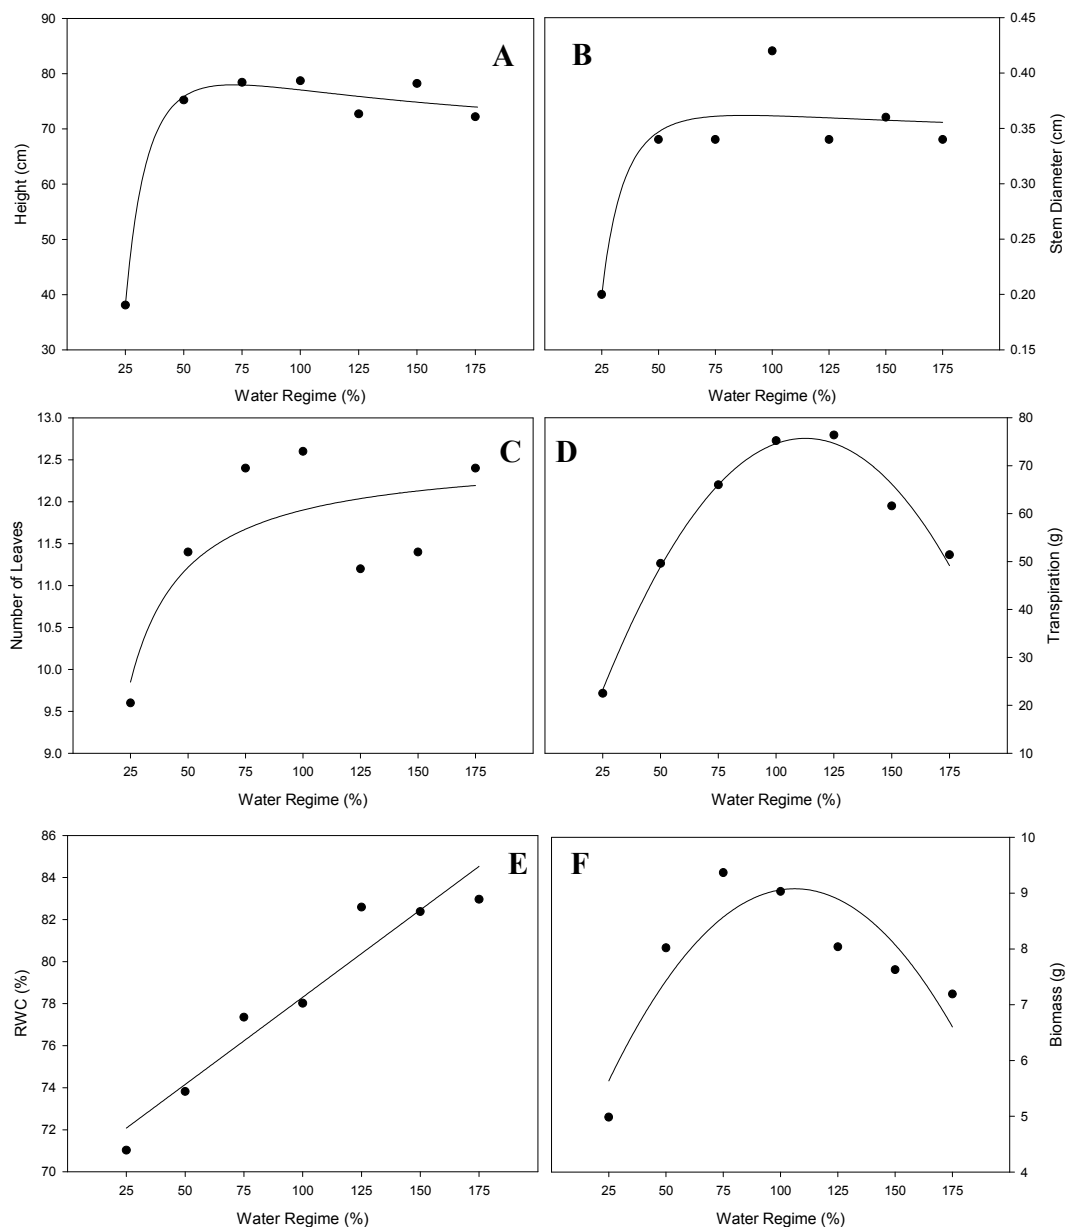 90
80
70
60
50
40
30
Height (cm)
A
25 50 75 100 125 150 175
Water Regime (%)
B
0.45
0.40
0.35
0.30
0.25
0.20
0.15
Stem Diameter (cm)
25 50 75 100 125 150 175
Water Regime (%)
13.0
12.5
12.0
11.5
11.0
10.5
10.0
9.5
9.0
Number of Leaves
C
25 50 75 100 125 150 175
Water Regime (%)
D
80
70
60
50
40
30
20
10
Transpiration (g)
25 50 75 100 125 150 175
Water Regime (%)
86
84
82
80
78
76
74
72
70
RWC (%)
E
25 50 75 100 125 150 175
Water Regime (%)
F
10
9
8
7
6
5
4
Biomass (g)
25 50 75 100 125 150 175
Water Regime (%)